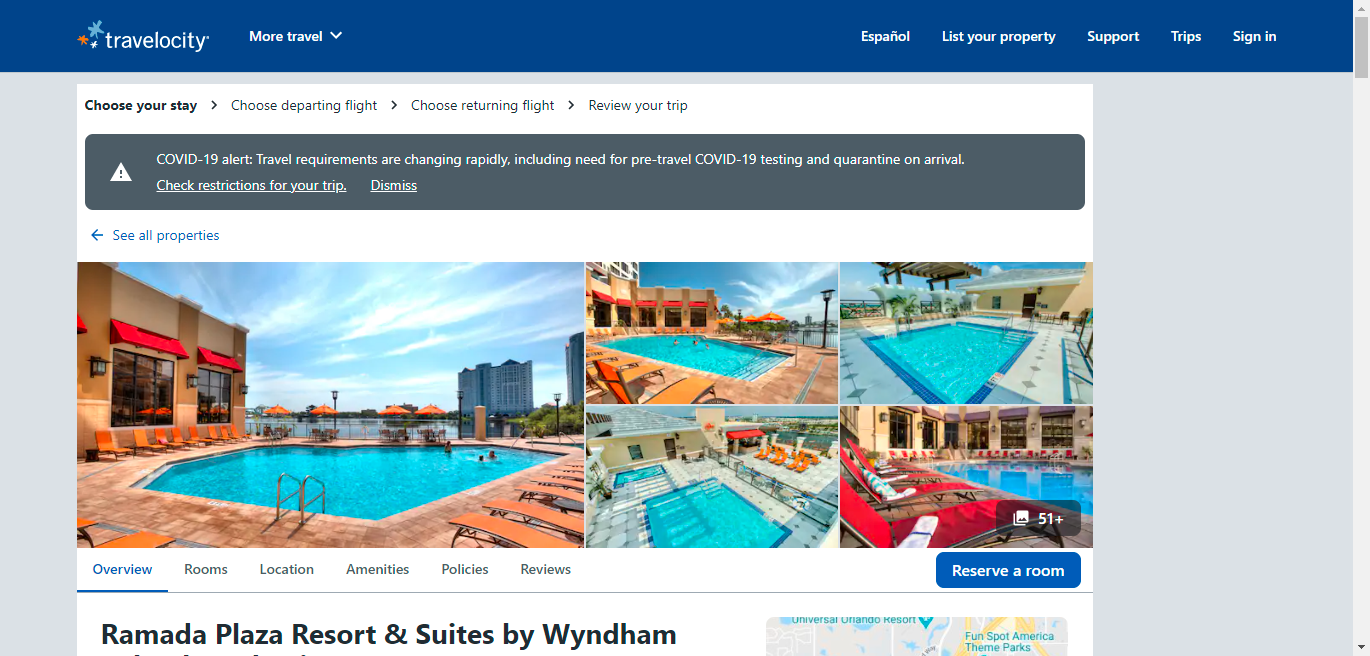 travelocity
More travel
Español
List your property
Support
Trips
Sign in
Choose your stay
Choose departing flight
Choose returning flight
Review your trip
COVID-19 alert: Travel requirements are changing rapidly, including need for pre-travel COVID-19 testing and quarantine on arrival.
Check restrictions for your trip.
Dismiss
See all properties
51+
Overview
Rooms
Location
Amenities
Policies
Reviews
Reserve a room
Ramada Plaza Resort & Suites by Wyndham
Universal Orlando Resort
Fun Spot America
Theme Parks